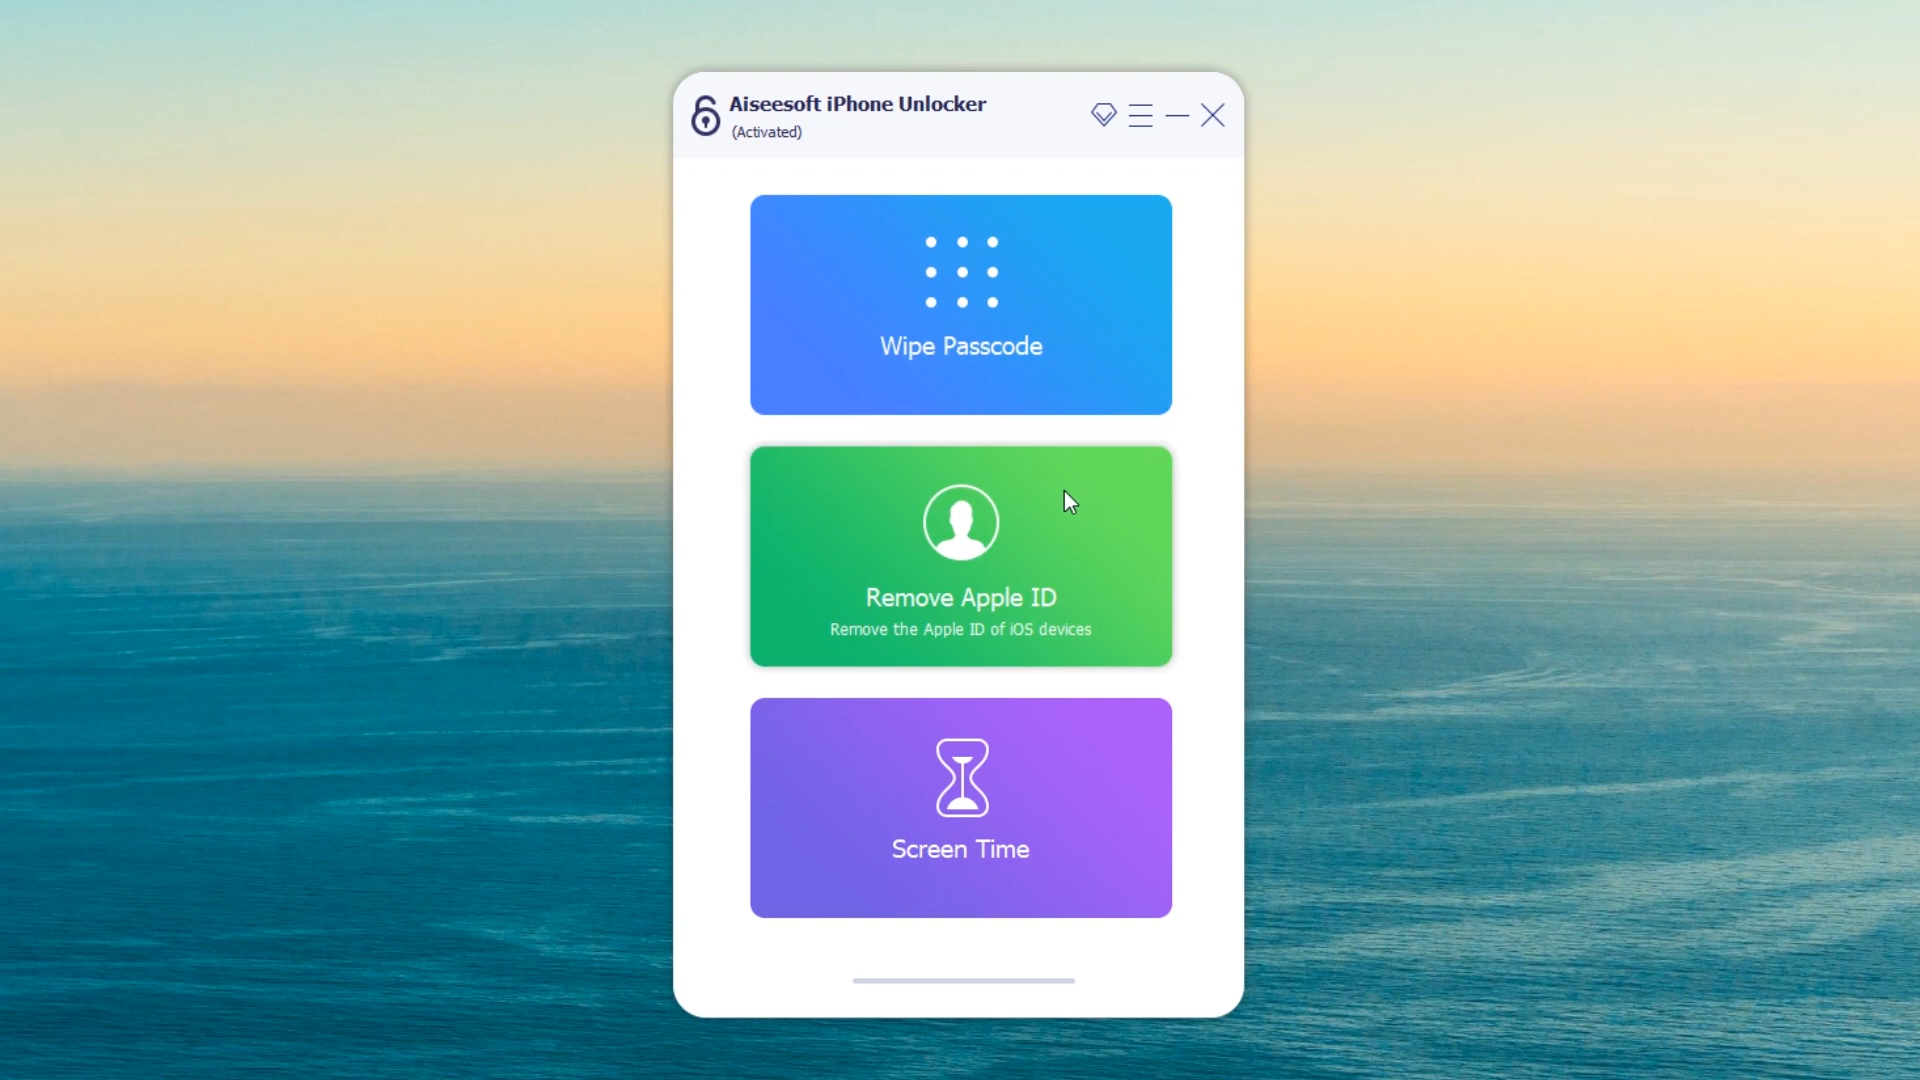 Aiseesoft iPhone Unlocker
(Activated)
Wipe Passcode
Remove Apple ID
Remove the Apple ID of iOS devices
Screen Time